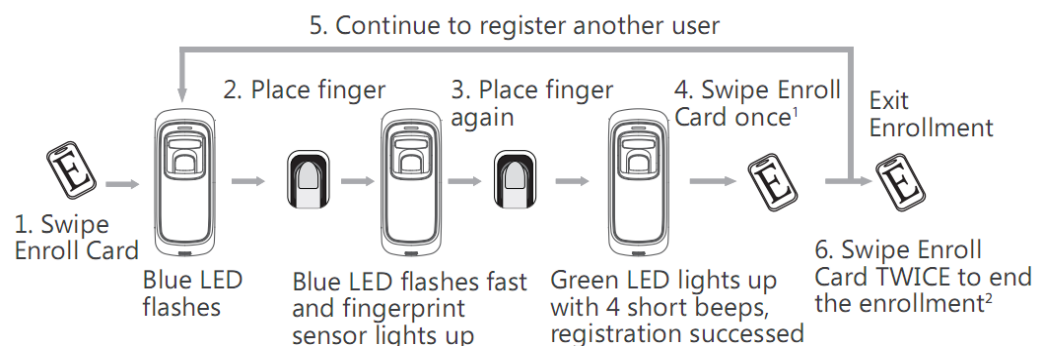 5. Continue to register another user
2. Place finger
3. Place finger
again
4. Swipe Enroll
Card once¹
Exit
Enrollment
E
E
E
1. Swipe
Enroll Card
Blue LED
flashes
Blue LED flashes fast
and fingerprint
sensor lights up
Green LED lights up
with 4 short beeps,
registration successed
6. Swipe Enroll
Card TWICE to end
the enrollment²